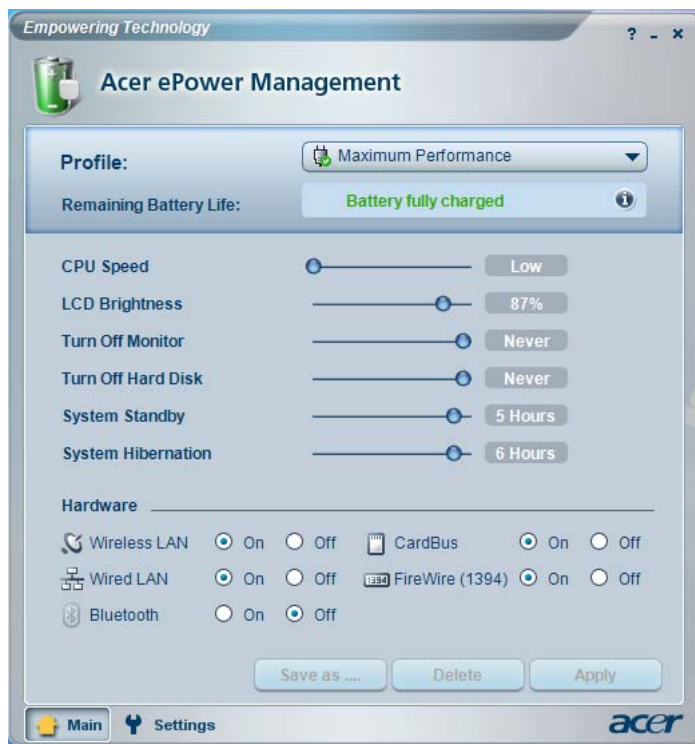 Empowering Technology
? - x
Acer ePower Management
Profile: Maximum Performance
Remaining Battery Life: Battery fully charged i
CPU Speed Low
LCD Brightness 87%
Turn Off Monitor Never
Turn Off Hard Disk Never
System Standby 5 Hours
System Hibernation 6 Hours
Hardware
Wireless LAN On Off CardBus On Off
Wired LAN On Off 1394 FireWire (1394) On Off
Bluetooth On Off
Save as .... Delete Apply
Main Settings acer